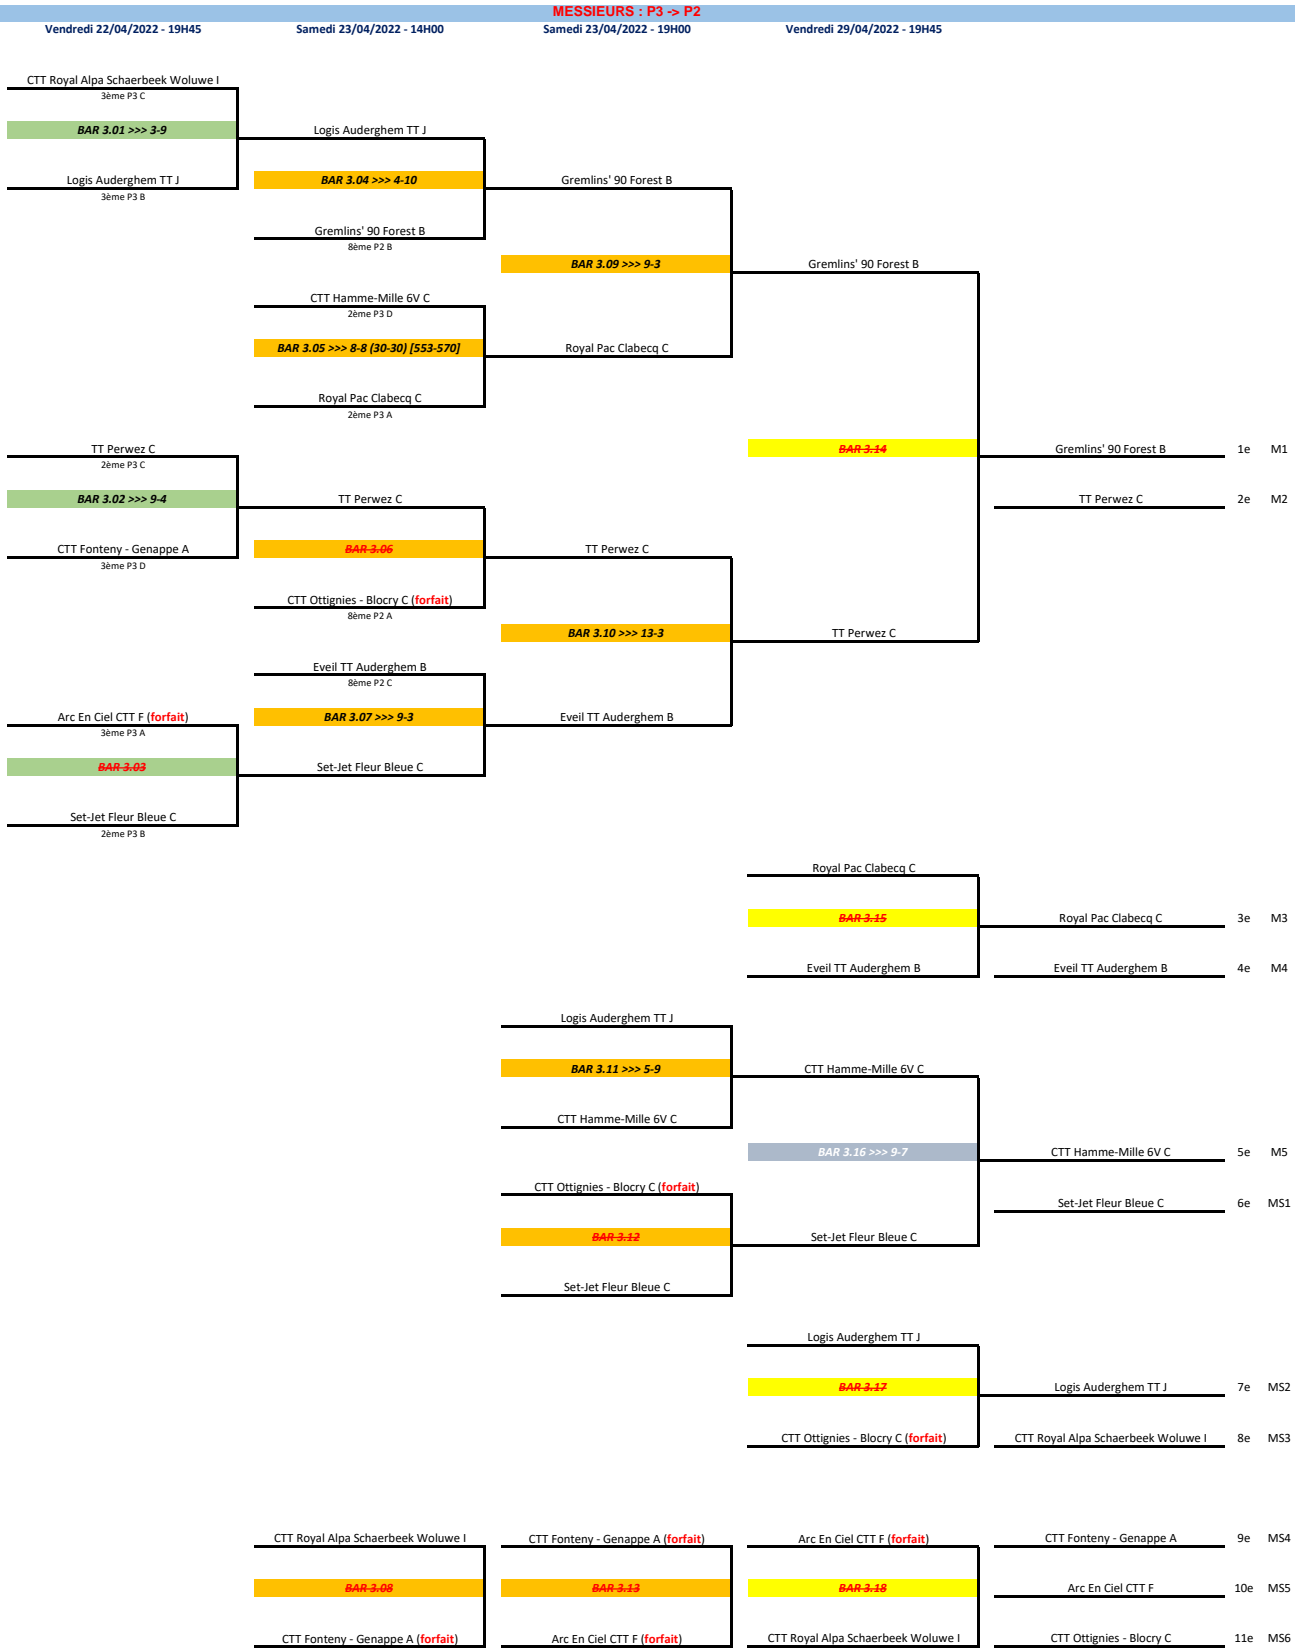 MESSIEURS : P3 -> P2
Vendredi 22/04/2022 - 19H45 Samedi 23/04/2022 - 14H00 Samedi 23/04/2022 - 19H00 Vendredi 29/04/2022 - 19H45
CTT Royal Alpa Schaerbeek Woluwe I
3ème P3 C
BAR 3.01 >>> 3-9 Logis Auderghem TT J
Logis Auderghem TT J BAR 3.04 >>> 4-10 Gremlins' 90 Forest B
3ème P3 B
Gremlins' 90 Forest B
8ème P2 B
BAR 3.09 >>> 9-3 Gremlins' 90 Forest B
CTT Hamme-Mille 6V C
2ème P3 D
BAR 3.05 >>> 8-8 (30-30) [553-570] Royal Pac Clabecq C
Royal Pac Clabecq C
2ème P3 A
TT Perwez C BAR 3.14 Gremlins' 90 Forest B 1e M1
2ème P3 C
BAR 3.02 >>> 9-4 TT Perwez C TT Perwez C 2e M2
CTT Fonteny - Genappe A BAR 3.06 TT Perwez C
3ème P3 D
CTT Ottignies - Blocry C (forfait)
8ème P2 A
BAR 3.10 >>> 13-3 TT Perwez C
Eveil TT Auderghem B
8ème P2 C
Arc En Ciel CTT F (forfait) BAR 3.07 >>> 9-3 Eveil TT Auderghem B
3ème P3 A
BAR 3.03 Set-Jet Fleur Bleue C
Set-Jet Fleur Bleue C
2ème P3 B
Royal Pac Clabecq C
BAR 3.15 Royal Pac Clabecq C 3e M3
Eveil TT Auderghem B Eveil TT Auderghem B 4e M4
Logis Auderghem TT J
BAR 3.11 >>> 5-9 CTT Hamme-Mille 6V C
CTT Hamme-Mille 6V C
BAR 3.16 >>> 9-7 CTT Hamme-Mille 6V C 5e M5
CTT Ottignies - Blocry C (forfait)
Set-Jet Fleur Bleue C 6e MS1
BAR 3.12 Set-Jet Fleur Bleue C
Set-Jet Fleur Bleue C
Logis Auderghem TT J
BAR 3.17 Logis Auderghem TT J 7e MS2
CTT Ottignies - Blocry C (forfait) CTT Royal Alpa Schaerbeek Woluwe I 8e MS3
CTT Royal Alpa Schaerbeek Woluwe I CTT Fonteny - Genappe A (forfait) Arc En Ciel CTT F (forfait) CTT Fonteny - Genappe A 9e MS4
BAR 3.08 BAR 3.13 BAR 3.18 Arc En Ciel CTT F 10e MS5
CTT Fonteny - Genappe A (forfait) Arc En Ciel CTT F (forfait) CTT Royal Alpa Schaerbeek Woluwe I CTT Ottignies - Blocry C 11e MS6